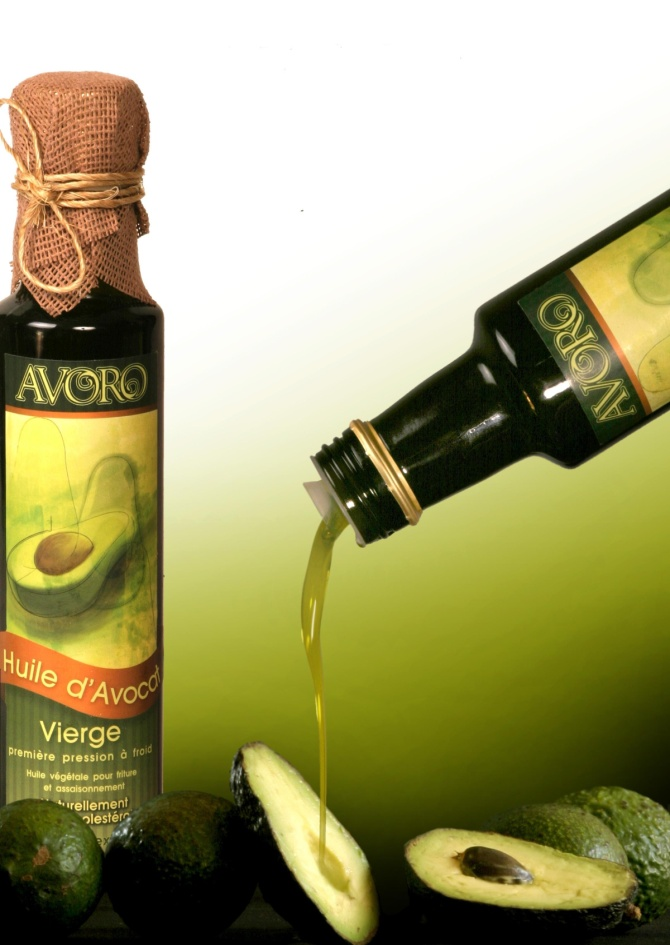 AVORO
Huile d'Avocat
Vierge
première pression à froid
Huile végétale pour friture
et assaisonnement
AVORO